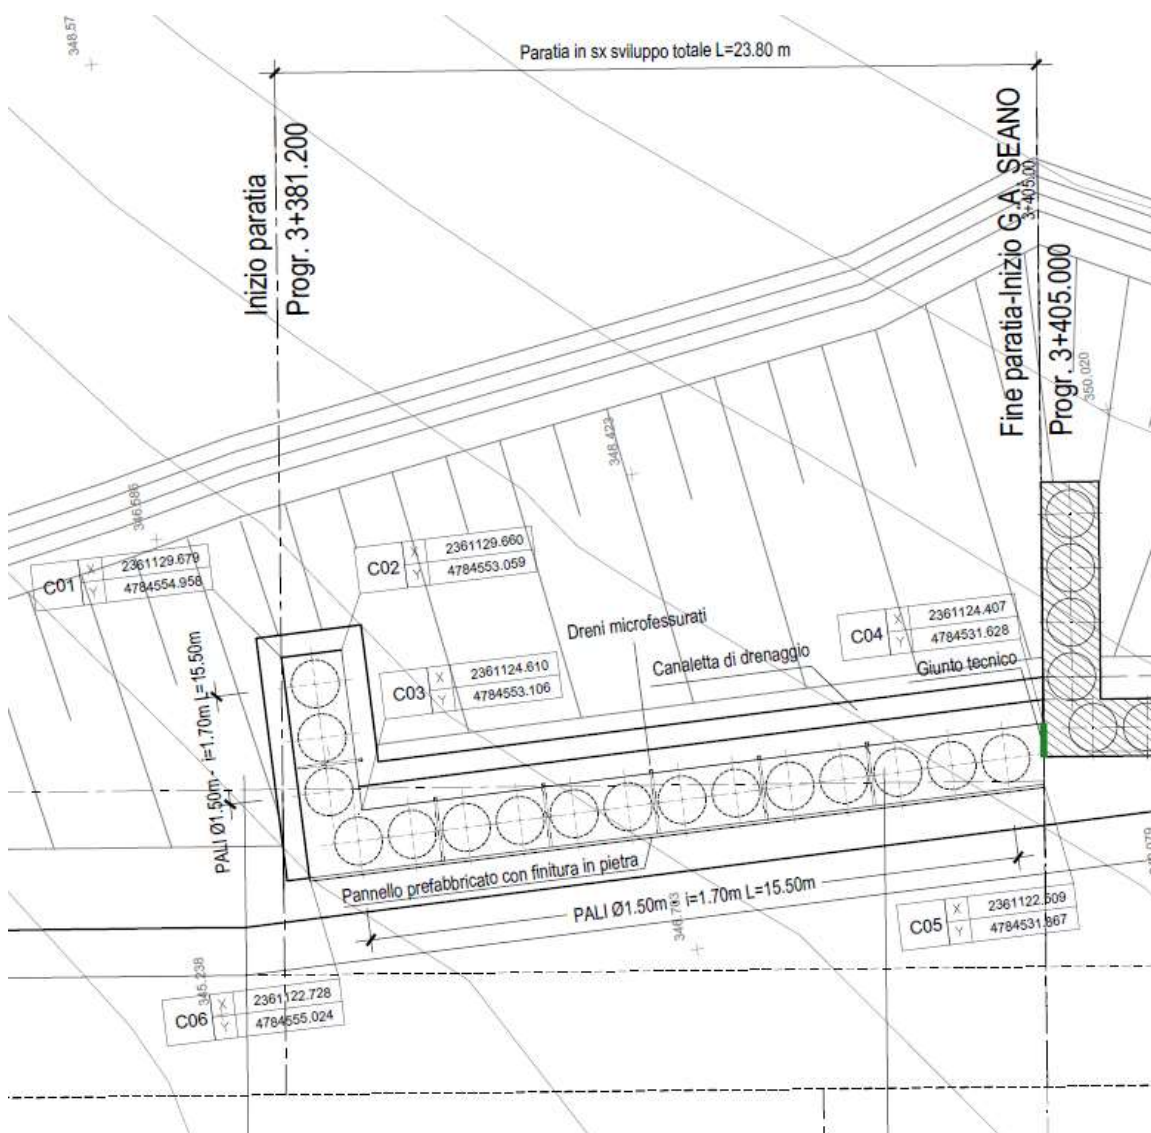 348.57
Paratia in sx sviluppo totale L=23.80 m
Inizio paratia
Progr. 3+381.200
Fine paratia-Inizio G.A. SEANO
3+405.00
Progr. 3+405.000
350.020
348.423
346.686
C01 X 2361129.679
Y 4784554.958
C02 X 2361129.660
Y 4784553.059
C03 X 2361124.610
Y 4784553.106
C04 X 2361124.407
Y 4784531.628
Dreni microfessurati
Canaletta di drenaggio
Giunto tecnico
PALI Ø1.50m - i=1.70m L=15.50m
Pannello prefabbricato con finitura in pietra
PALI Ø1.50m - i=1.70m L=15.50m
346.763
C05 X 2361122.509
Y 4784531.867
345.238
C06 X 2361122.728
Y 4784555.024